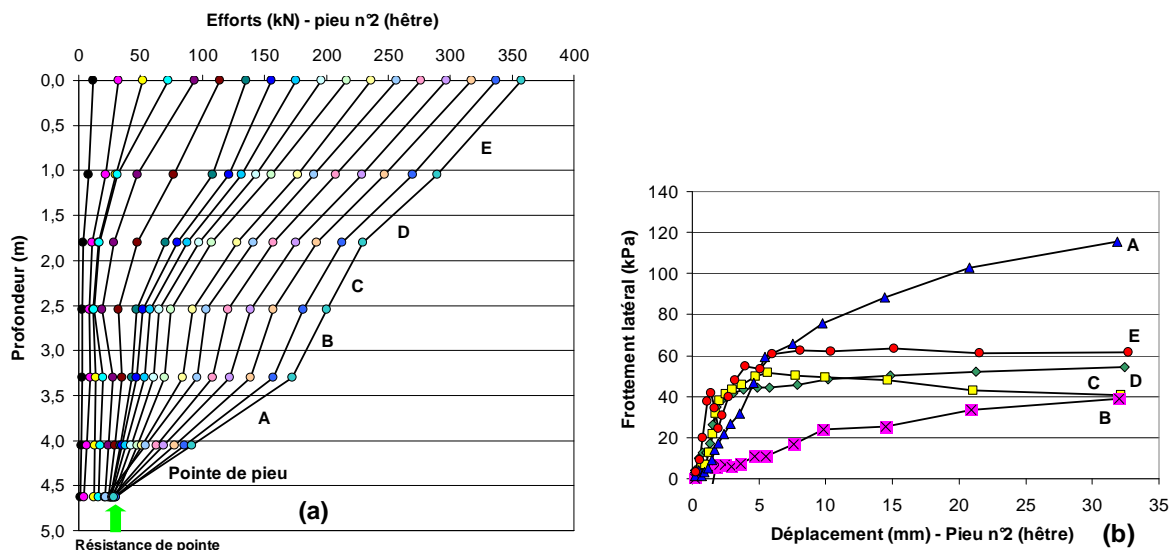 Efforts (kN) - pieu n°2 (hêtre)
0 50 100 150 200 250 300 350 400
0,0
0,5
1,0
1,5
2,0
2,5
3,0
3,5
4,0
4,5
5,0
Profondeur (m)
E
D
C
B
A
Pointe de pieu
(a)
Résistance de pointe
140
120
100
80
60
40
20
0
Frottement latéral (kPa)
A
E
D
C
B
0 5 10 15 20 25 30 35
Déplacement (mm) - Pieu n°2 (hêtre)
(b)